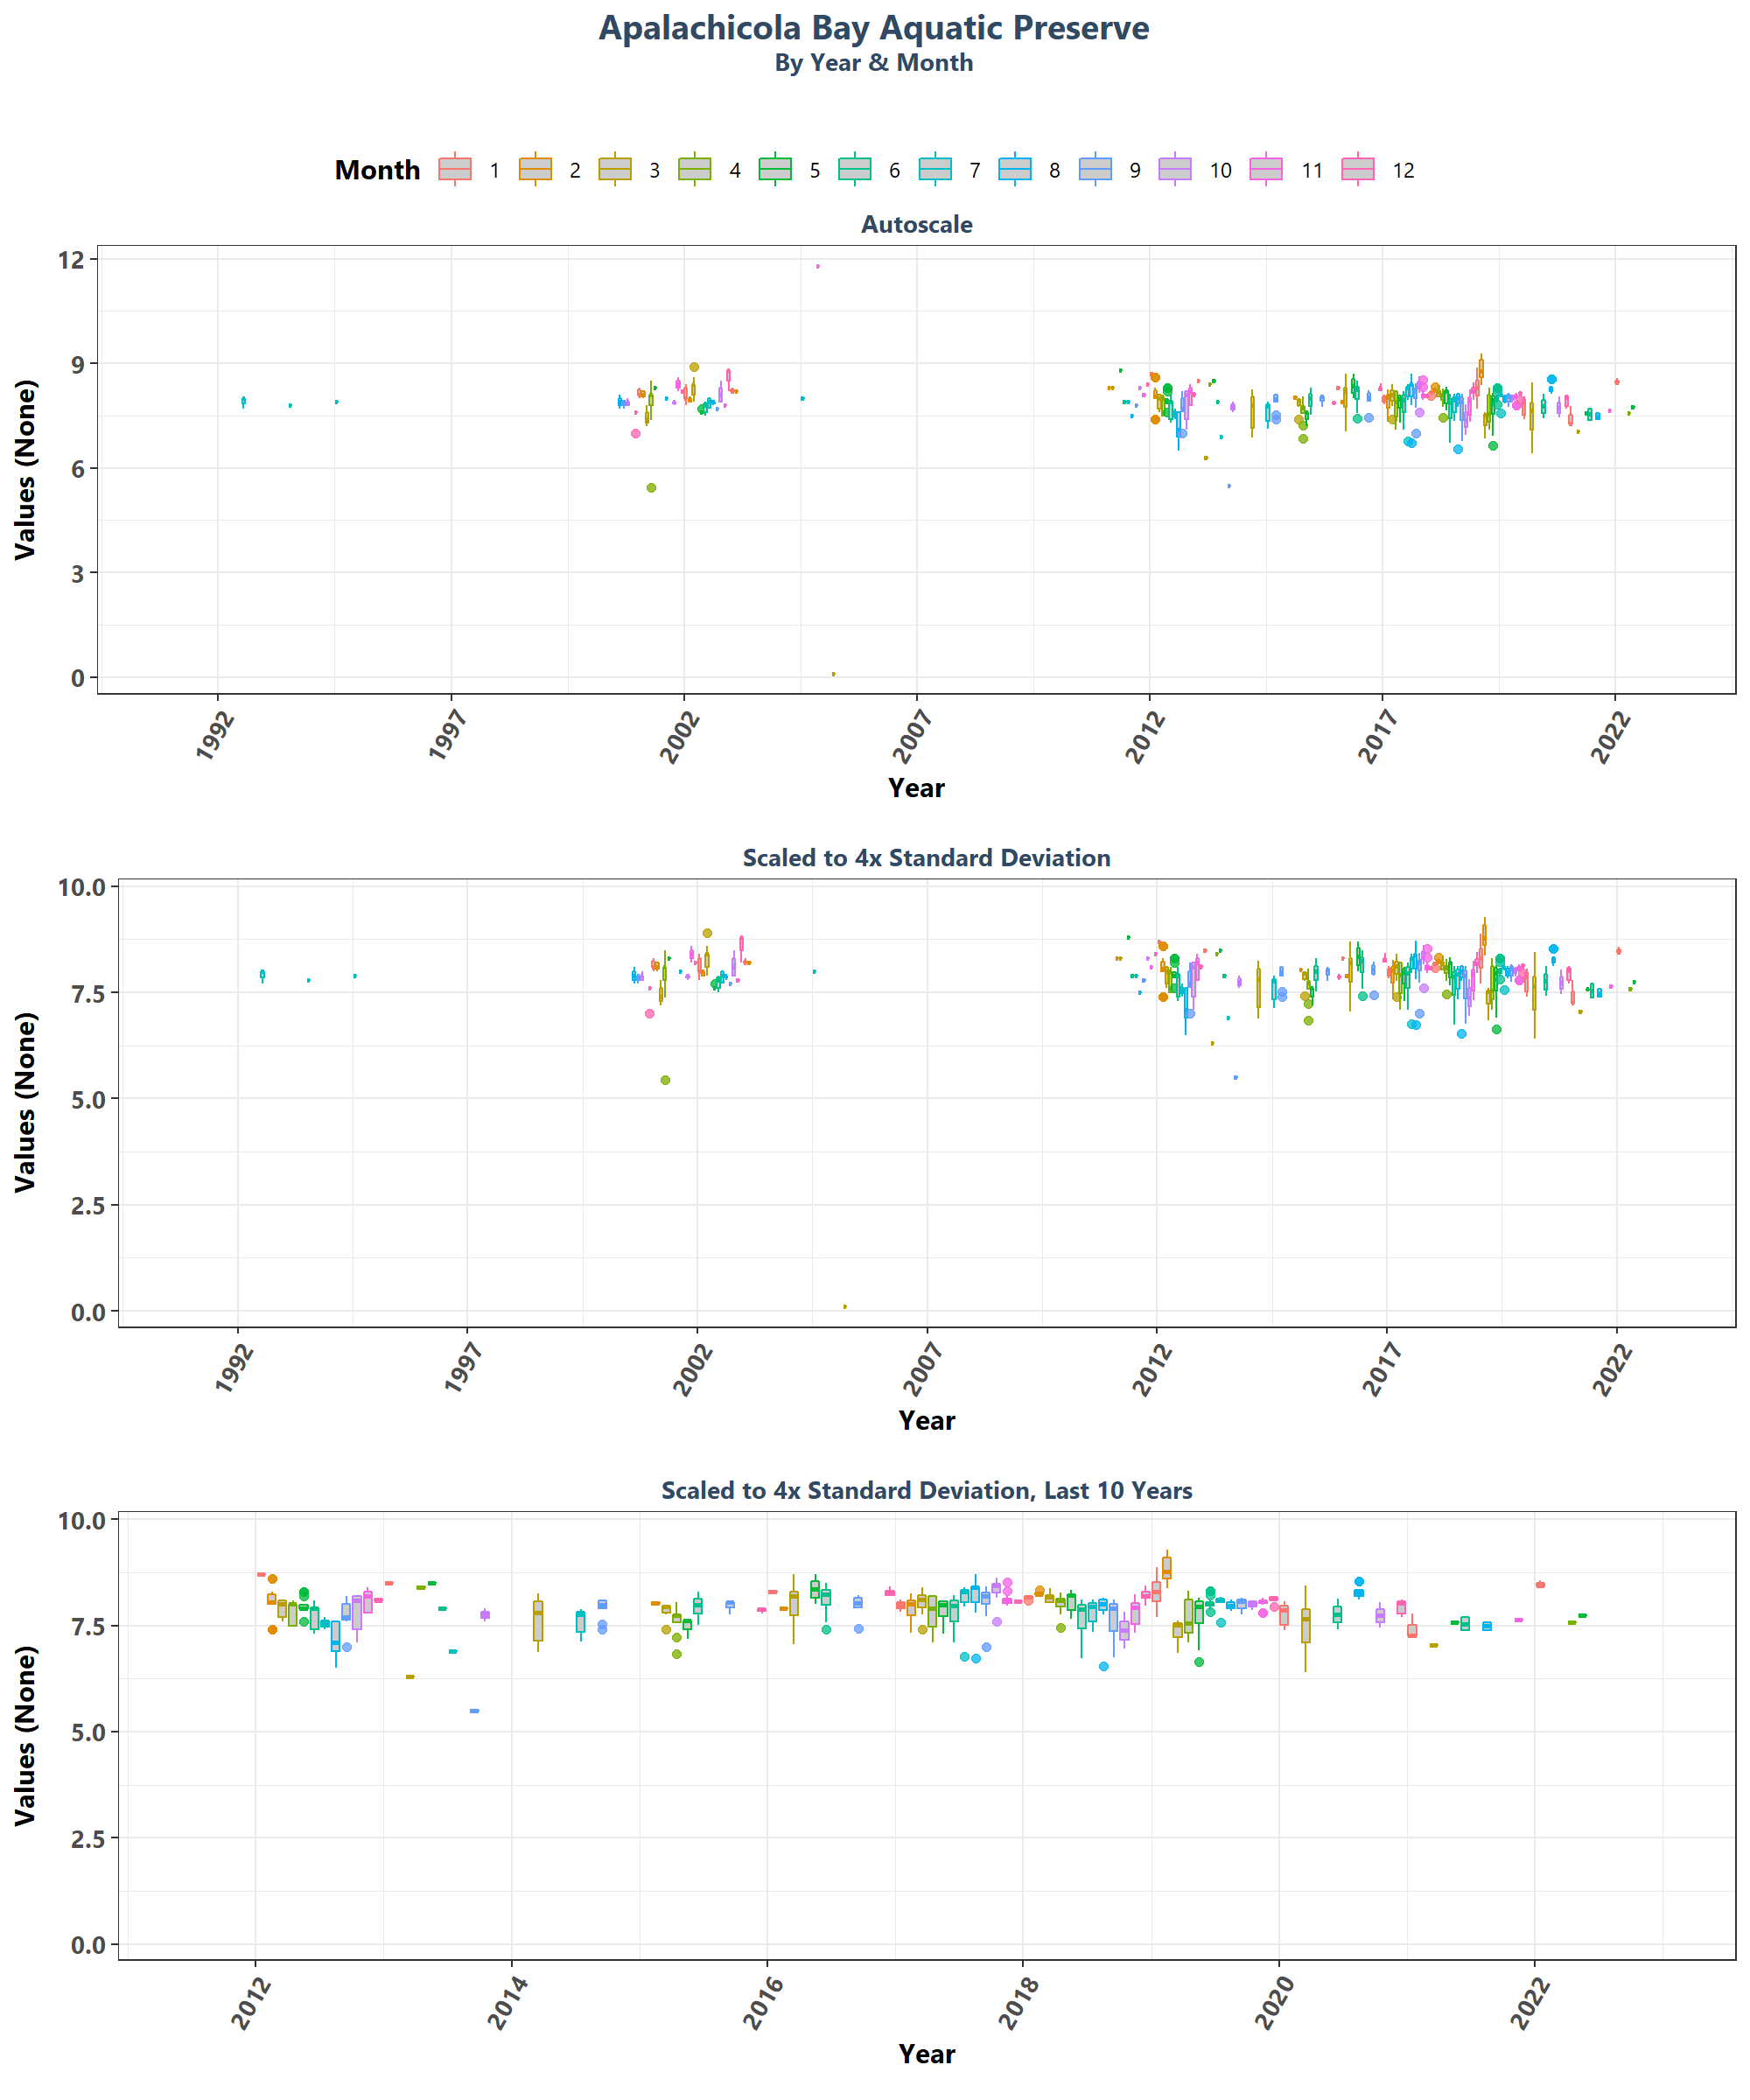 Apalachicola Bay Aquatic Preserve
By Year & Month
Month 1 2 3 4 5 6 7 8 9 10 11 12
Autoscale
12
9
6
3
0
Values (None)
1992 1997 2002 2007 2012 2017 2022
Year
Scaled to 4x Standard Deviation
10.0
7.5
5.0
2.5
0.0
Values (None)
1992 1997 2002 2007 2012 2017 2022
Year
Scaled to 4x Standard Deviation, Last 10 Years
10.0
7.5
5.0
2.5
0.0
Values (None)
2012 2014 2016 2018 2020 2022
Year